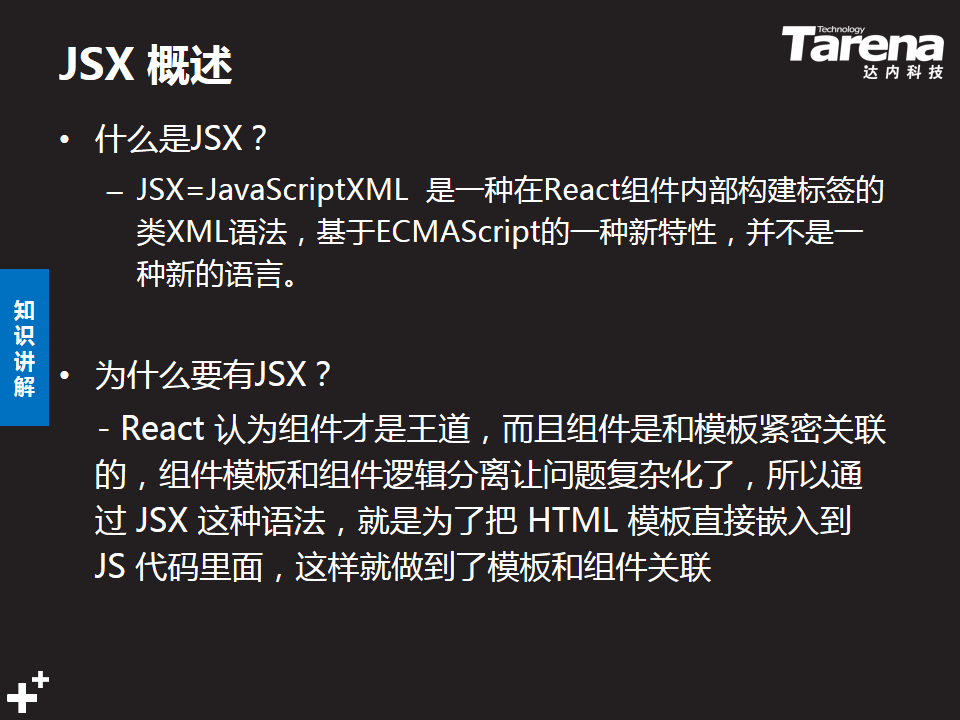 JSX 概述
Technology
Tarena
达内科技
• 什么是JSX？
– JSX=JavaScriptXML 是一种在React组件内部构建标签的
类XML语法，基于ECMAScript的一种新特性，并不是一
种新的语言。
知识讲解
• 为什么要有JSX？
- React 认为组件才是王道，而且组件是和模板紧密关联
的，组件模板和组件逻辑分离让问题复杂化了，所以通
过 JSX 这种语法，就是为了把 HTML 模板直接嵌入到
JS 代码里面，这样就做到了模板和组件关联